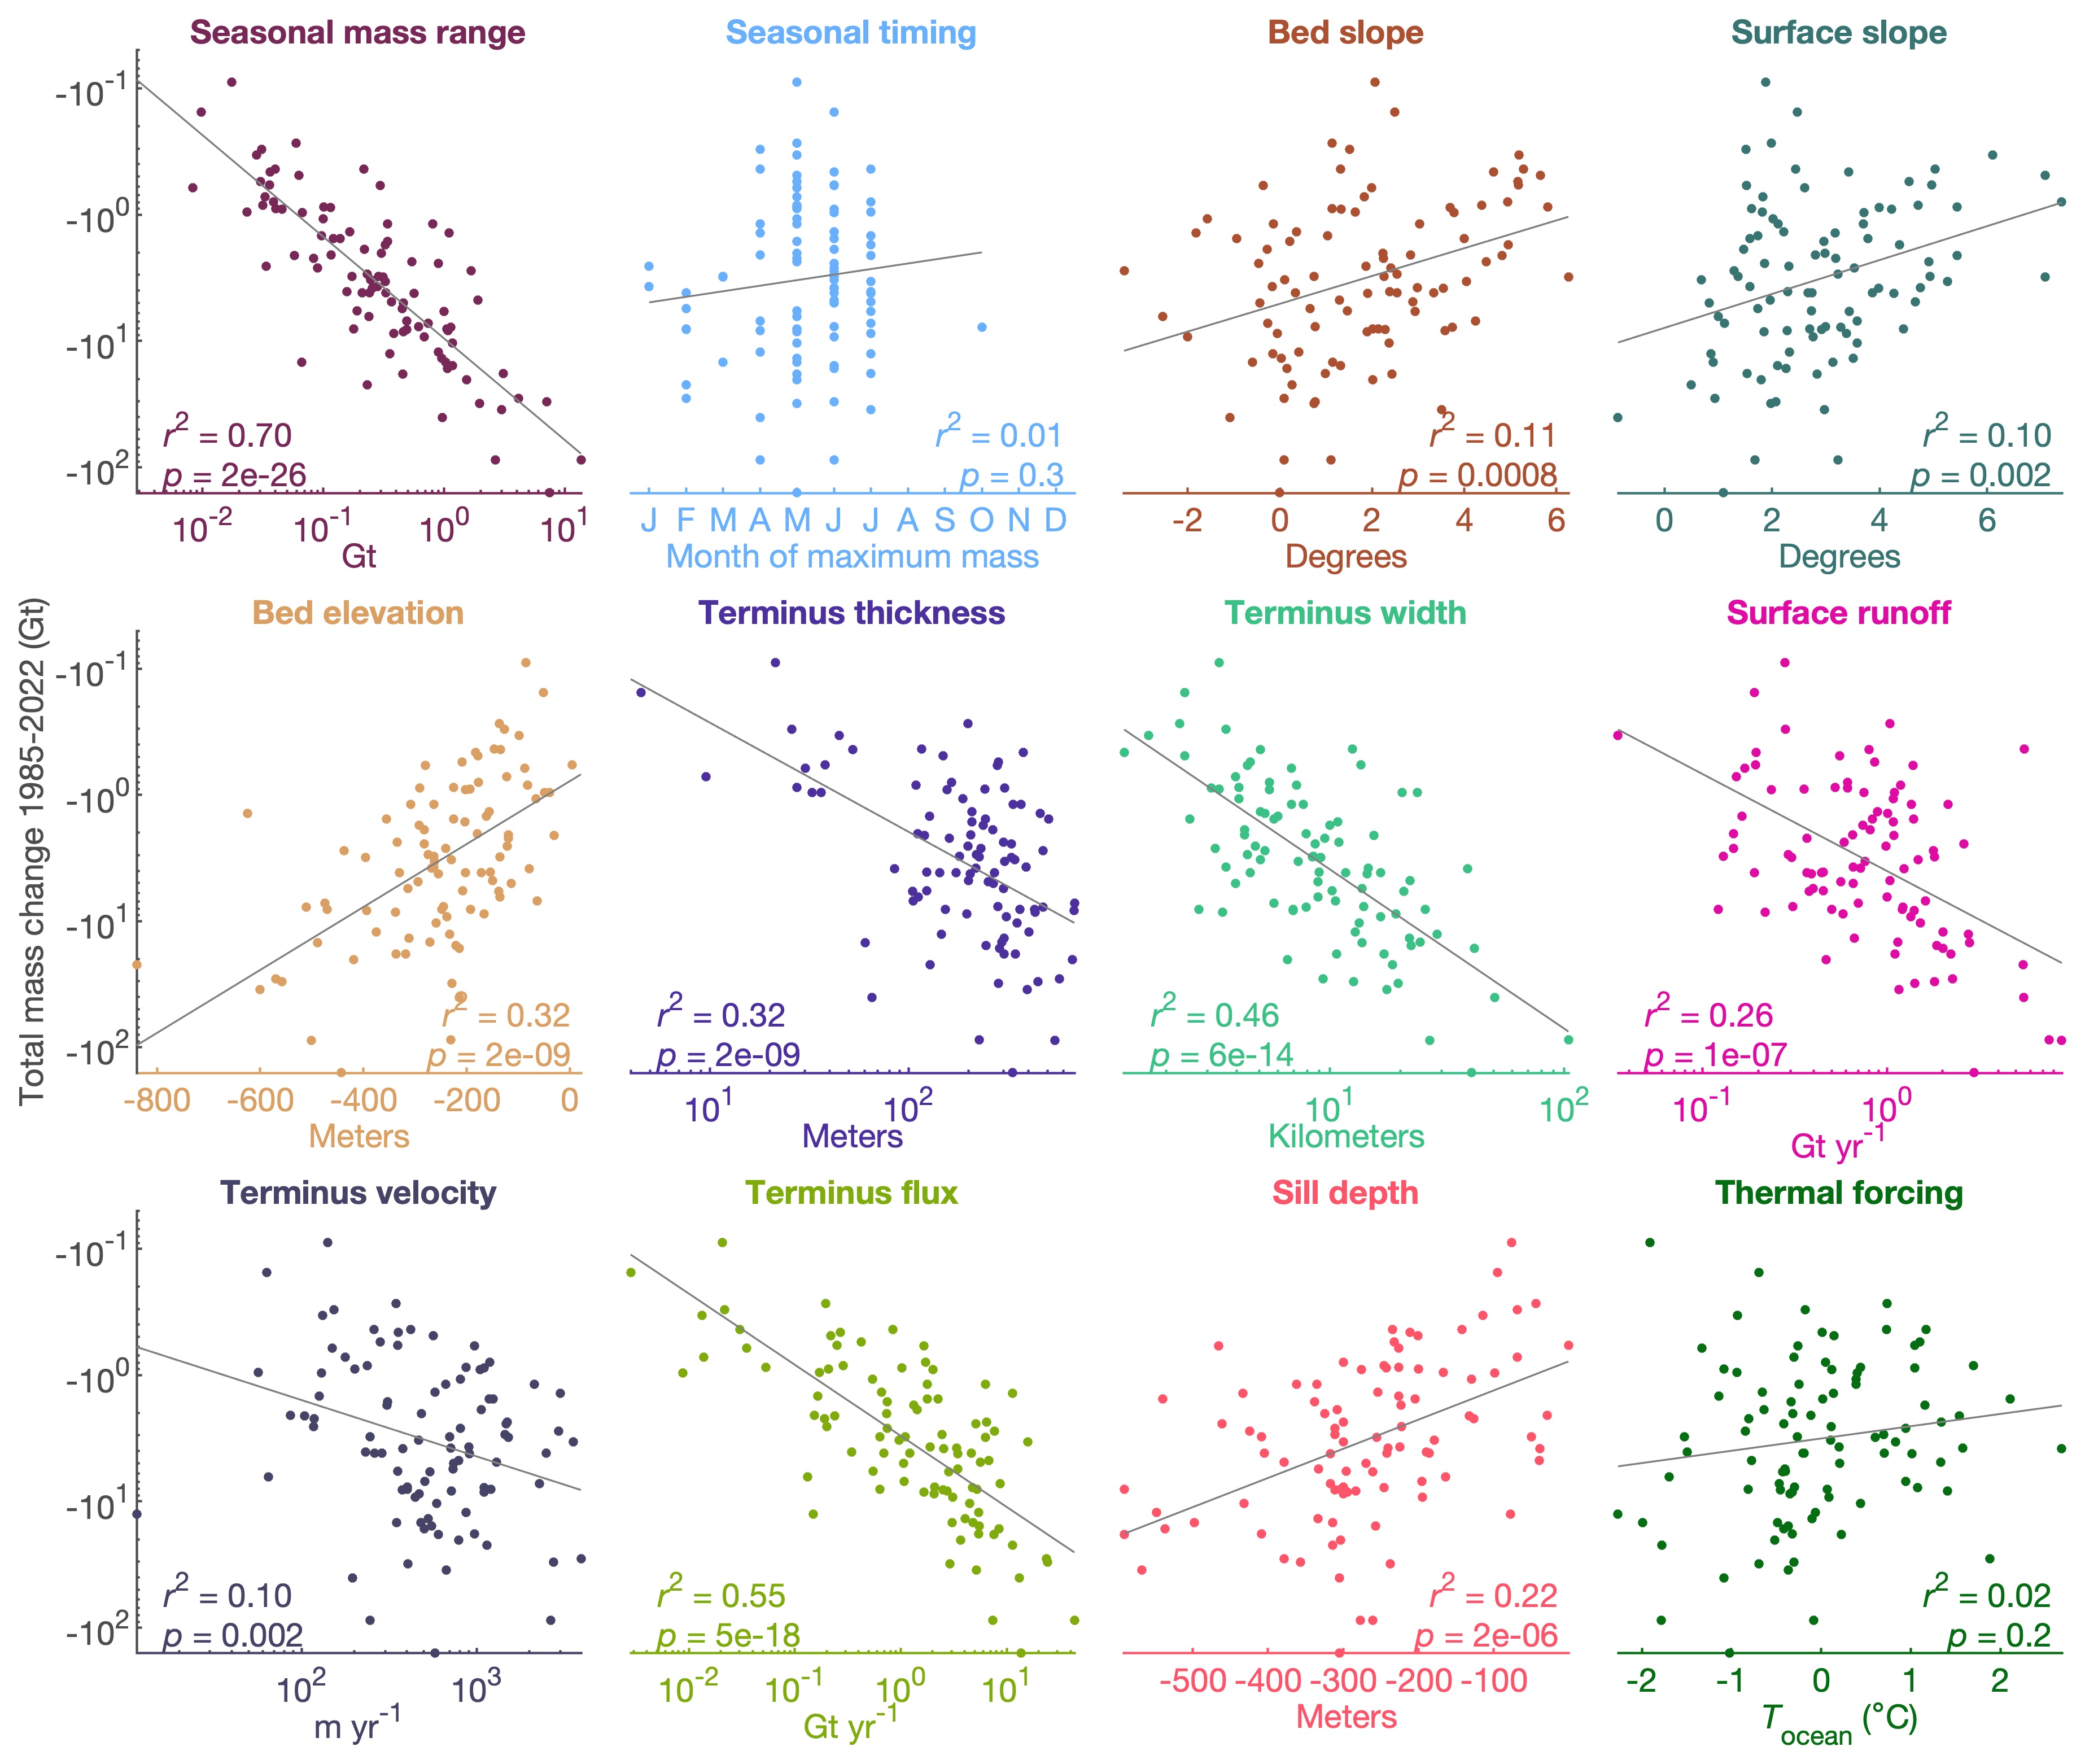 Seasonal mass range
Seasonal timing
Bed slope
Surface slope
-10^-1
-10^0
-10^1
-10^2
r^2 = 0.70
p = 2e-26
r^2 = 0.01
p = 0.3
r^2 = 0.11
p = 0.0008
r^2 = 0.10
p = 0.002
10^-2 10^-1 10^0 10^1
Gt
J F M A M J J A S O N D
Month of maximum mass
-2 0 2 4 6
Degrees
0 2 4 6
Degrees
Total mass change 1985-2022 (Gt)
Bed elevation
Terminus thickness
Terminus width
Surface runoff
-10^-1
-10^0
-10^1
-10^2
r^2 = 0.32
p = 2e-09
r^2 = 0.32
p = 2e-09
r^2 = 0.46
p = 6e-14
r^2 = 0.26
p = 1e-07
-800 -600 -400 -200 0
Meters
10^1 10^2
Meters
10^1 10^2
Kilometers
10^-1 10^0
Gt yr^-1
Terminus velocity
Terminus flux
Sill depth
Thermal forcing
-10^-1
-10^0
-10^1
-10^2
r^2 = 0.10
p = 0.002
r^2 = 0.55
p = 5e-18
r^2 = 0.22
p = 2e-06
r^2 = 0.02
p = 0.2
10^2 10^3
m yr^-1
10^-2 10^-1 10^0 10^1
Gt yr^-1
-500 -400 -300 -200 -100
Meters
-2 -1 0 1 2
T_ocean (°C)